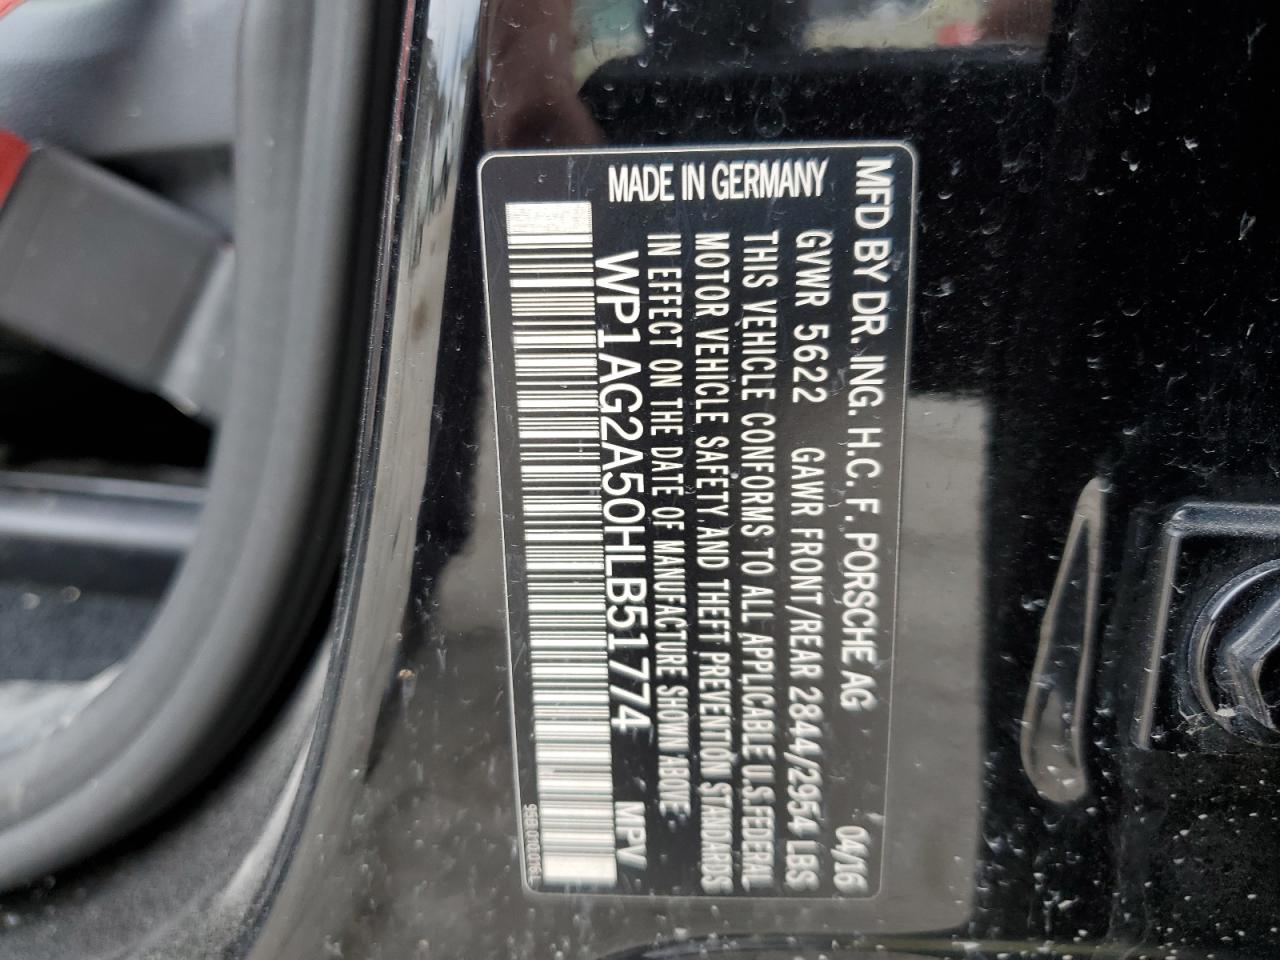 MFD BY DR. ING. H.C. F. PORSCHE AG 04/16
GVWR 5622 GAWR FRONT/REAR 2844/2954 LBS
THIS VEHICLE CONFORMS TO ALL APPLICABLE U.S.FEDERAL
MOTOR VEHICLE SAFETY AND THEFT PREVENTION STANDARDS
IN EFFECT ON THE DATE OF MANUFACTURE SHOWN ABOVE
MADE IN GERMANY WP1AG2A50HLB51774 MPV